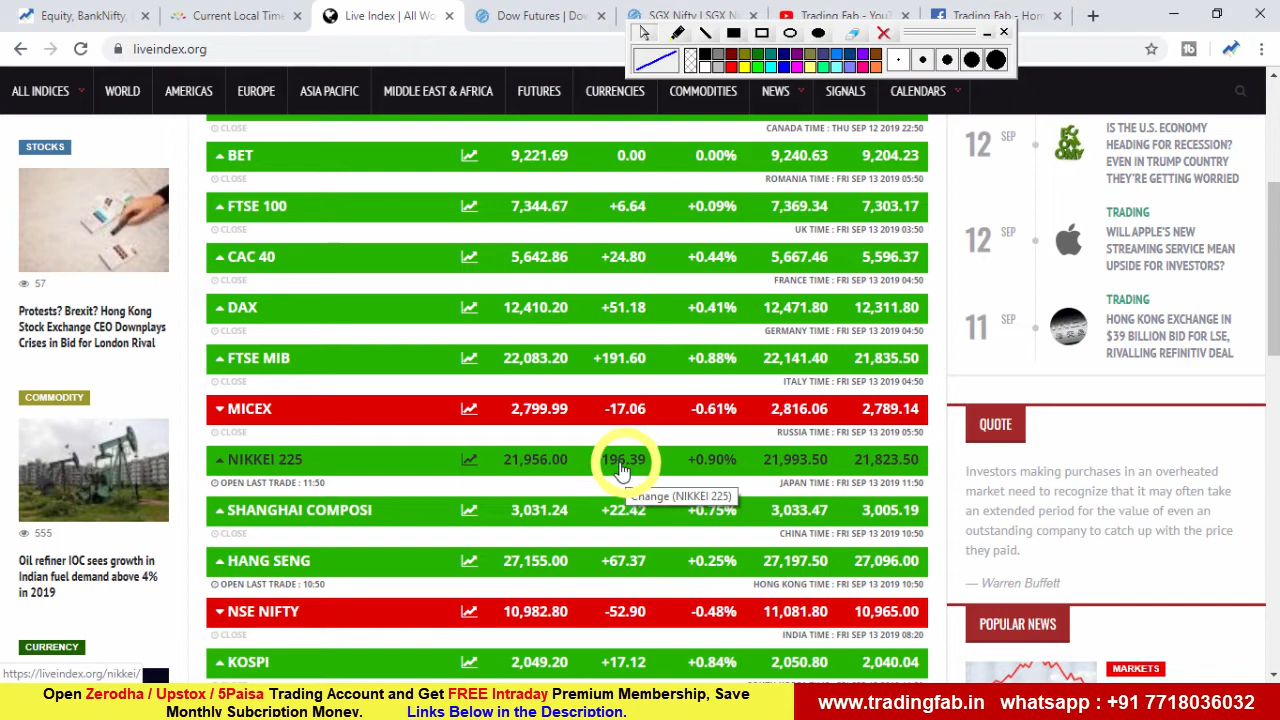 Equity, BankNifty,
Current Local Time
Live Index | All Wo
Dow Futures | Do
SGX Nifty | SGX N
Trading Fab - You
Trading Fab - Hom
liveindex.org
ALL INDICES
WORLD
AMERICAS
EUROPE
ASIA PACIFIC
MIDDLE EAST & AFRICA
FUTURES
CURRENCIES
COMMODITIES
NEWS
SIGNALS
CALENDARS
STOCKS
57
Protests? Brexit? Hong Kong
Stock Exchange CEO Downplays
Crises in Bid for London Rival
COMMODITY
555
Oil refiner IOC sees growth in
Indian fuel demand above 4%
in 2019
CURRENCY
https://liveindex.org/nikkei/
CLOSE CANADA TIME : THU SEP 12 2019 22:50
BET 9,221.69 0.00 0.00% 9,240.63 9,204.23
CLOSE ROMANIA TIME : FRI SEP 13 2019 05:50
FTSE 100 7,344.67 +6.64 +0.09% 7,369.34 7,303.17
CLOSE UK TIME : FRI SEP 13 2019 03:50
CAC 40 5,642.86 +24.80 +0.44% 5,667.46 5,596.37
CLOSE FRANCE TIME : FRI SEP 13 2019 04:50
DAX 12,410.20 +51.18 +0.41% 12,471.80 12,311.80
CLOSE GERMANY TIME : FRI SEP 13 2019 04:50
FTSE MIB 22,083.20 +191.60 +0.88% 22,141.40 21,835.50
CLOSE ITALY TIME : FRI SEP 13 2019 04:50
MICEX 2,799.99 -17.06 -0.61% 2,816.06 2,789.14
CLOSE RUSSIA TIME : FRI SEP 13 2019 05:50
NIKKEI 225 21,956.00 196.39 +0.90% 21,993.50 21,823.50
OPEN LAST TRADE : 11:50 JAPAN TIME : FRI SEP 13 2019 11:50
Change (NIKKEI 225)
SHANGHAI COMPOSI 3,031.24 +22.42 +0.75% 3,033.47 3,005.19
CHINA TIME : FRI SEP 13 2019 10:50
HANG SENG 27,155.00 +67.37 +0.25% 27,197.50 27,096.00
OPEN LAST TRADE : 10:50 HONG KONG TIME : FRI SEP 13 2019 10:50
NSE NIFTY 10,982.80 -52.90 -0.48% 11,081.80 10,965.00
CLOSE INDIA TIME : FRI SEP 13 2019 08:20
KOSPI 2,049.20 +17.12 +0.84% 2,050.80 2,040.04
12 SEP
IS THE U.S. ECONOMY
HEADING FOR RECESSION?
EVEN IN TRUMP COUNTRY
THEY'RE GETTING WORRIED
12 SEP
TRADING
WILL APPLE'S NEW
STREAMING SERVICE MEAN
UPSIDE FOR INVESTORS?
11 SEP
TRADING
HONG KONG EXCHANGE IN
$39 BILLION BID FOR LSE,
RIVALLING REFINITIV DEAL
QUOTE
Investors making purchases in an overheated
market need to recognize that it may often take
an extended period for the value of even an
outstanding company to catch up with the price
they paid.
— Warren Buffett
POPULAR NEWS
MARKETS
Open Zerodha / Upstox / 5Paisa Trading Account and Get FREE Intraday Premium Membership, Save
Monthly Subcription Money. Links Below in the Description.
www.tradingfab.in whatsapp : +91 7718036032